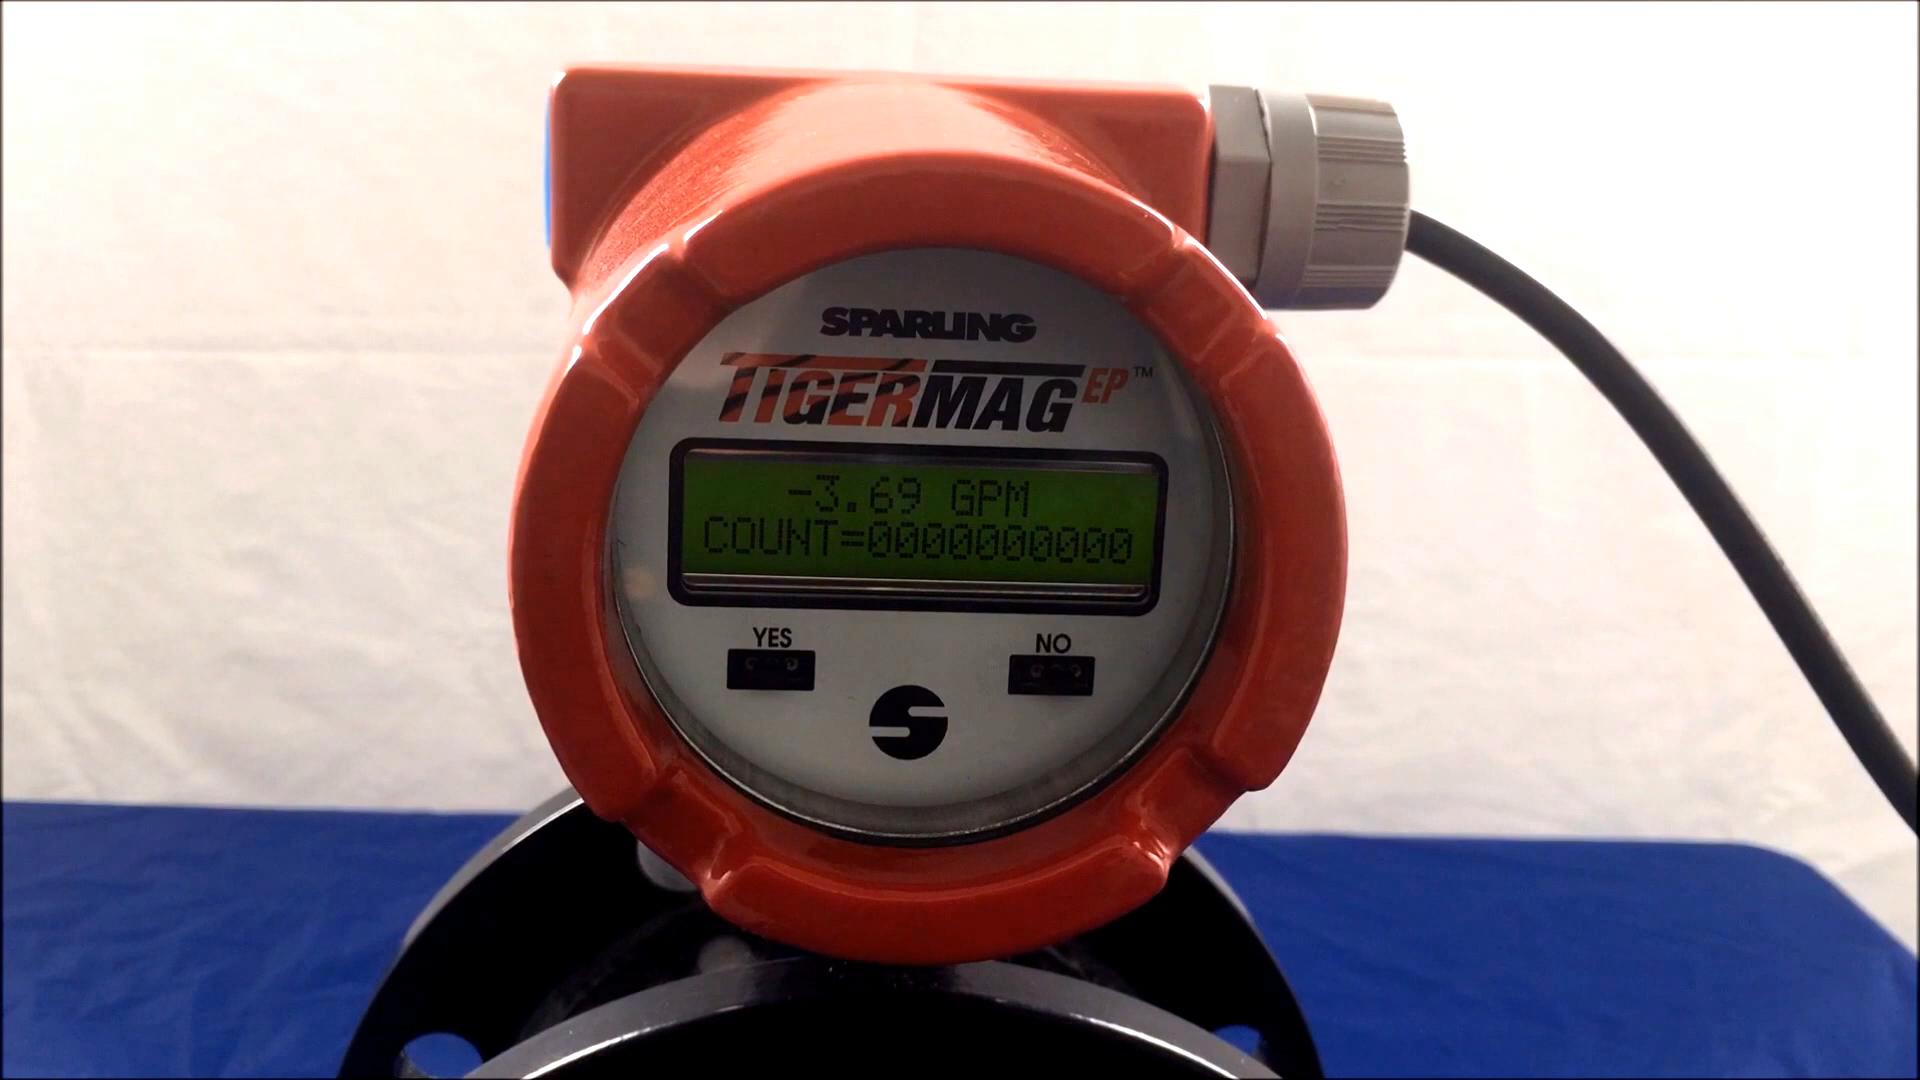 SPARLING
TIGERMAG EP™
-3.69 GPM
COUNT=0000000000
YES
NO
S